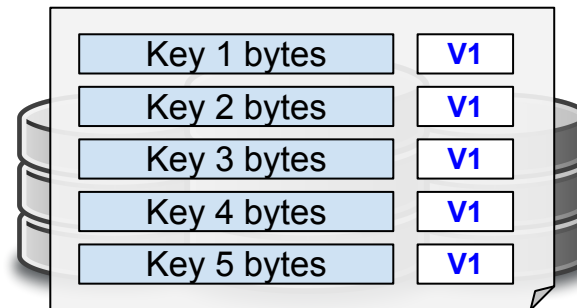 Key 1 bytes V1
Key 2 bytes V1
Key 3 bytes V1
Key 4 bytes V1
Key 5 bytes V1